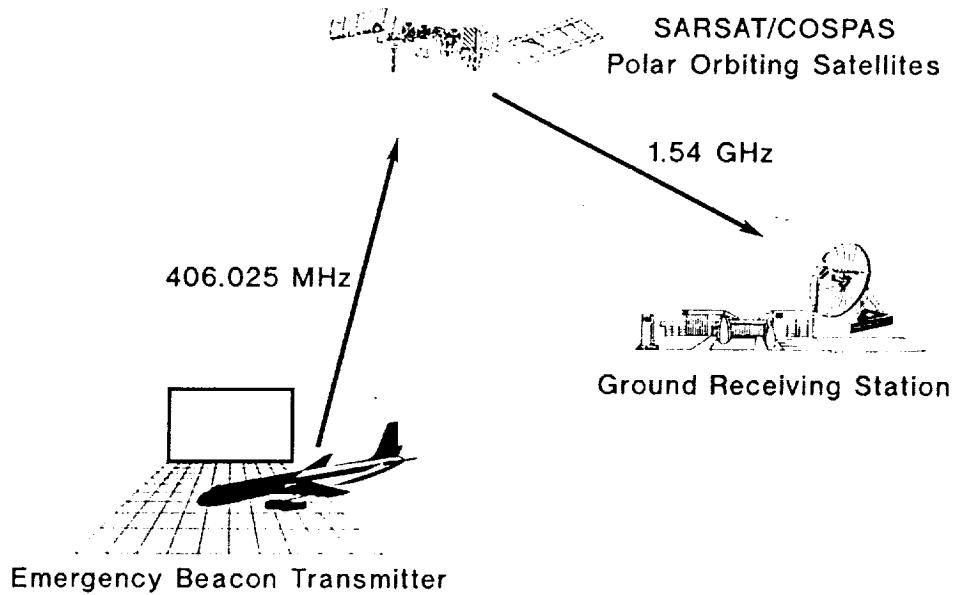 SARSAT/COSPAS
Polar Orbiting Satellites
1.54 GHz
406.025 MHz
Ground Receiving Station
Emergency Beacon Transmitter